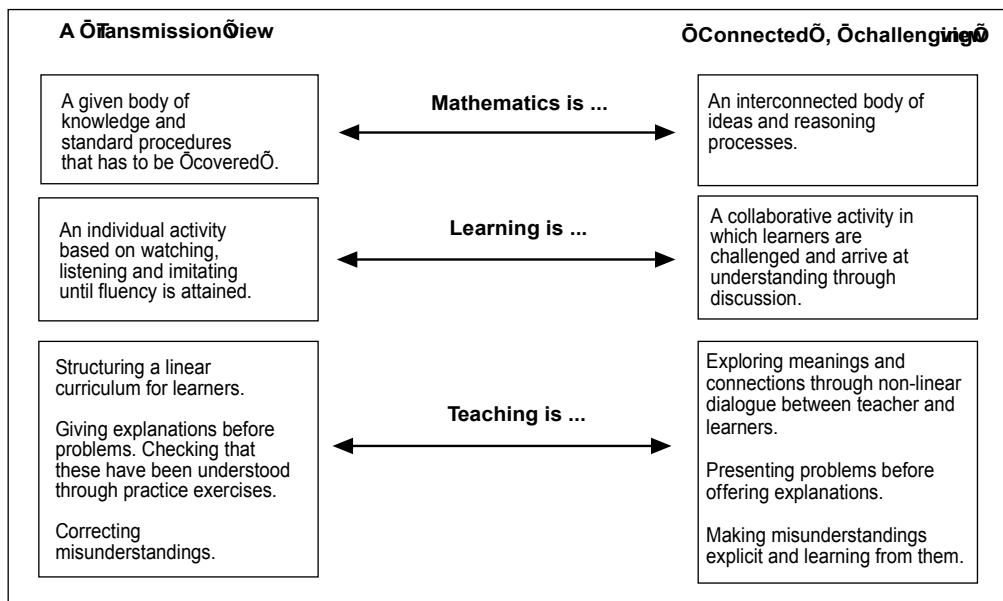 A ŌTransmissionÕ view
ŌConnectedÕ, ŌchallengingÕ view
A given body of
knowledge and
standard procedures
that has to be ŌcoveredÕ.
Mathematics is ...
An interconnected body of
ideas and reasoning
processes.
An individual activity
based on watching,
listening and imitating
until fluency is attained.
Learning is ...
A collaborative activity in
which learners are
challenged and arrive at
understanding through
discussion.
Structuring a linear
curriculum for learners.
Giving explanations before
problems. Checking that
these have been understood
through practice exercises.
Correcting
misunderstandings.
Teaching is ...
Exploring meanings and
connections through non-linear
dialogue between teacher and
learners.
Presenting problems before
offering explanations.
Making misunderstandings
explicit and learning from them.